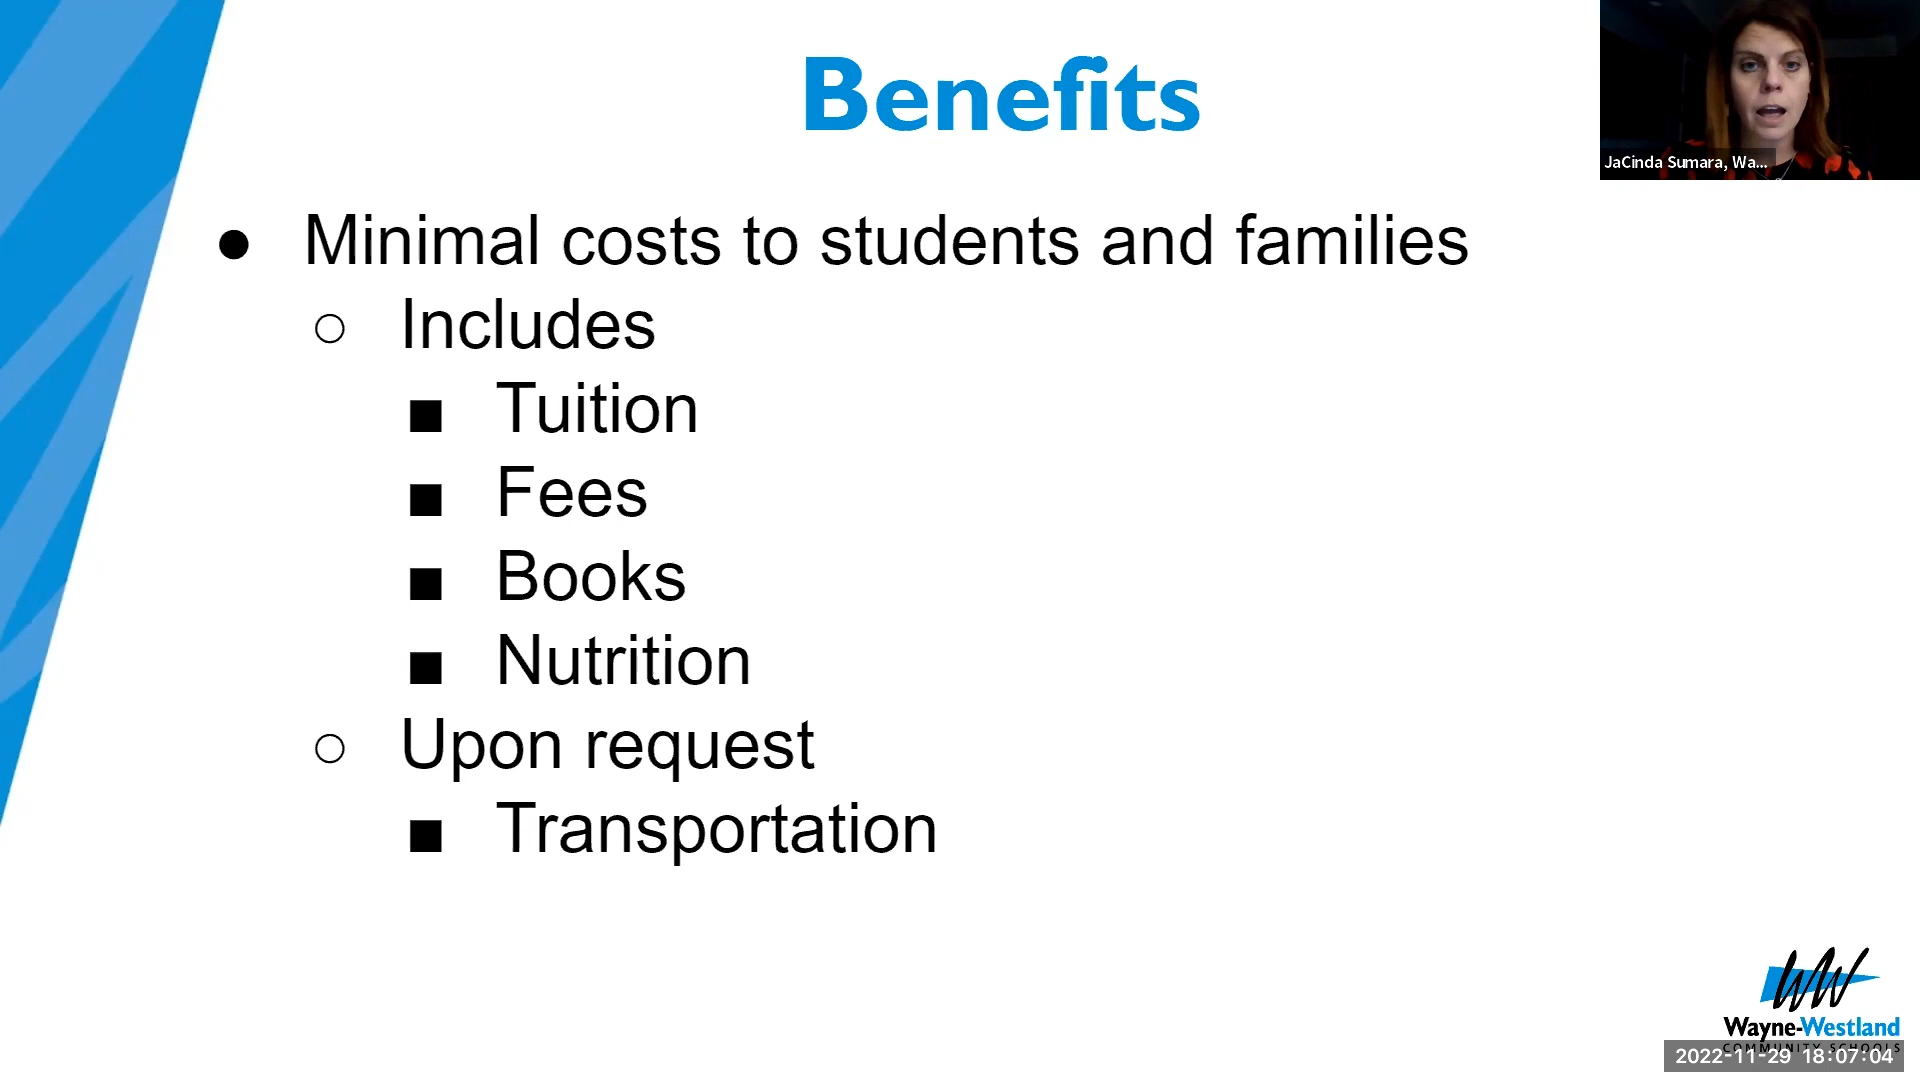 Benefits
JaCinda Sumara, Wa...
● Minimal costs to students and families
○ Includes
■ Tuition
■ Fees
■ Books
■ Nutrition
○ Upon request
■ Transportation
WW
Wayne-Westland
COMMUNITY SCHOOLS
2022-11-29 18:07:04